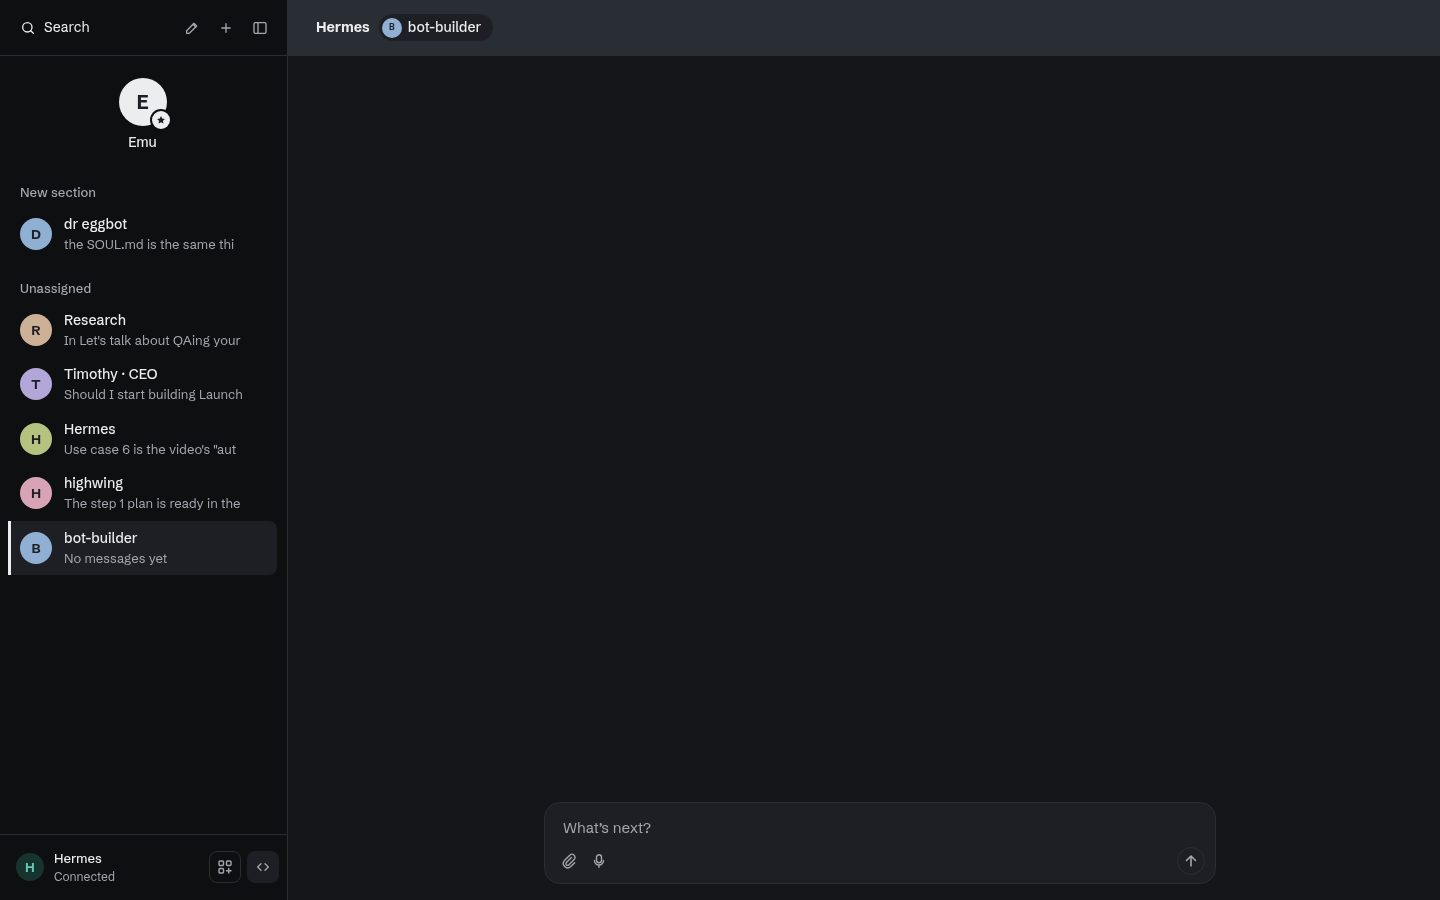 Search
Hermes
B
bot-builder
E
Emu
New section
D
dr eggbot
the SOUL.md is the same thi
Unassigned
R
Research
In Let's talk about QAing your
T
Timothy · CEO
Should I start building Launch
H
Hermes
Use case 6 is the video's "aut
H
highwing
The step 1 plan is ready in the
B
bot-builder
No messages yet
What's next?
H
Hermes
Connected